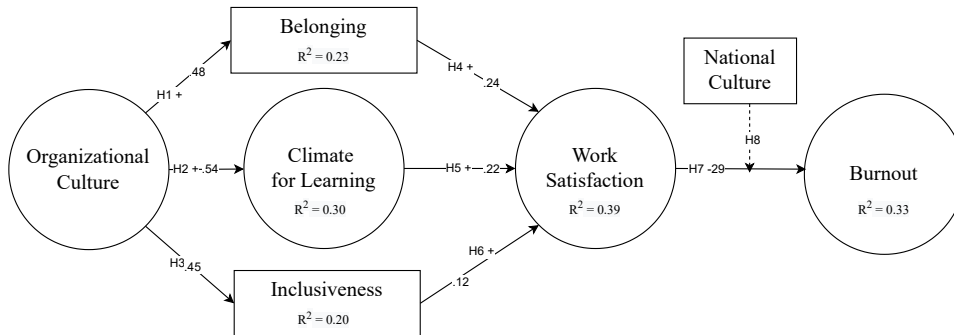 Belonging
R² = 0.23
H1 +
.48
H4 +
.24
National
Culture
H8
Organizational
Culture
H2 +
-.54
Climate
for Learning
R² = 0.30
H5 +
-.22
Work
Satisfaction
R² = 0.39
H7 -29
Burnout
R² = 0.33
H3
.45
H6 +
.12
Inclusiveness
R² = 0.20